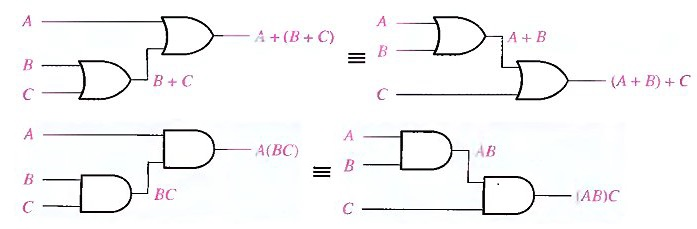 A
A + (B + C)
B
B + C
C
≡
A
A + B
B
C
(A + B) + C
A
A(BC)
B
BC
C
≡
A
AB
B
C
(AB)C